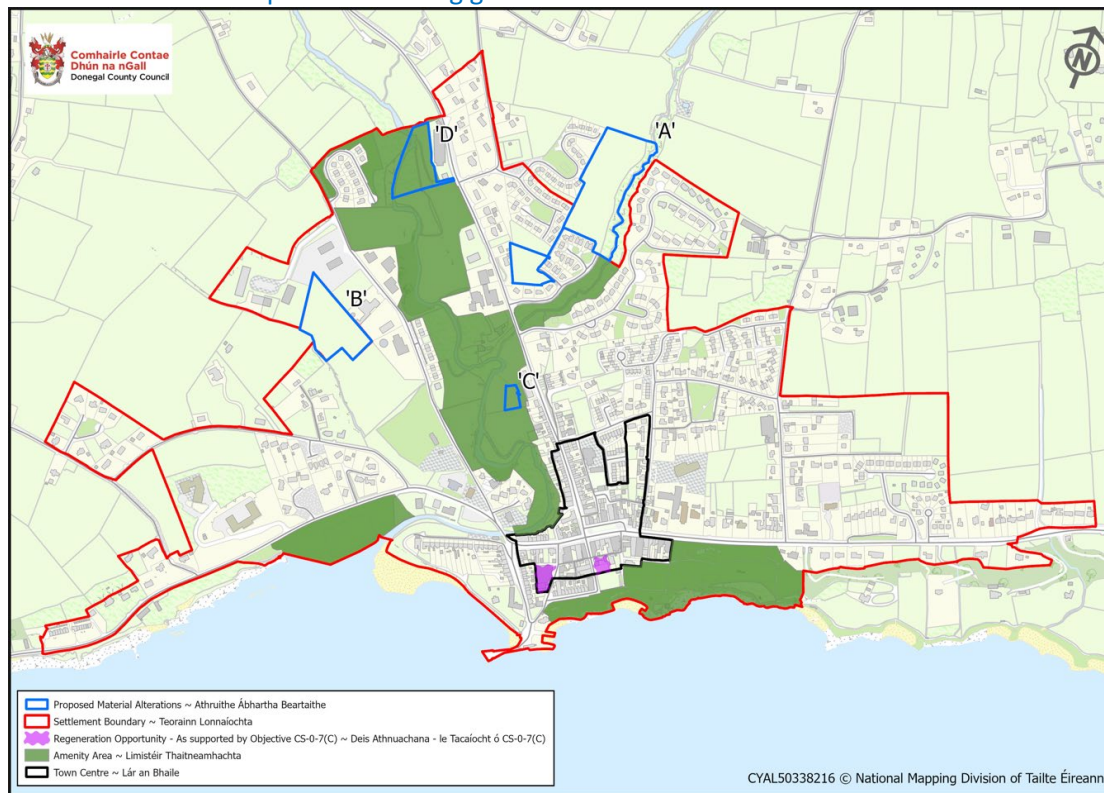 Comhairle Contae
Dhún na nGall
Donegal County Council
N
'D'
'A'
'B'
'C'
Proposed Material Alterations ~ Athruithe Ábhartha Beartaithe
Settlement Boundary ~ Teorainn Lonnaíochta
Regeneration Opportunity - As supported by Objective CS-0-7(C) ~ Deis Athnuachana - le Tacaíocht ó CS-0-7(C)
Amenity Area ~ Limistéir Thaitneamhachta
Town Centre ~ Lár an Bhaile
CYAL50338216 © National Mapping Division of Tailte Éireann